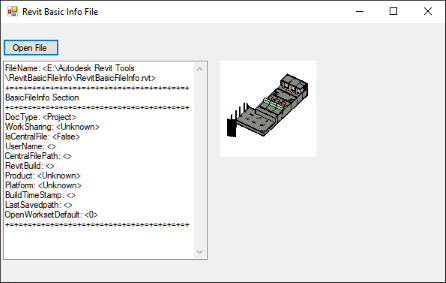 Revit Basic Info File
Open File
FileName: <E:\Autodesk Revit Tools
\RevitBasicFileInfo\RevitBasicFileInfo.rvt>
+=+=+=+=+=+=+=+=+=+=+=+=+=+=+=+=+=+=+
BasicFileInfo Section
+=+=+=+=+=+=+=+=+=+=+=+=+=+=+=+=+=+=+
DocType: <Project>
WorkSharing: <Unknown>
IsCentralFile: <False>
UserName: <>
CentralFilePath: <>
RevitBuild: <>
Product: <Unknown>
Platform: <Unknown>
BuildTimeStamp: <>
LastSavedpath: <>
OpenWorksetDefault: <0>
+=+=+=+=+=+=+=+=+=+=+=+=+=+=+=+=+=+=+